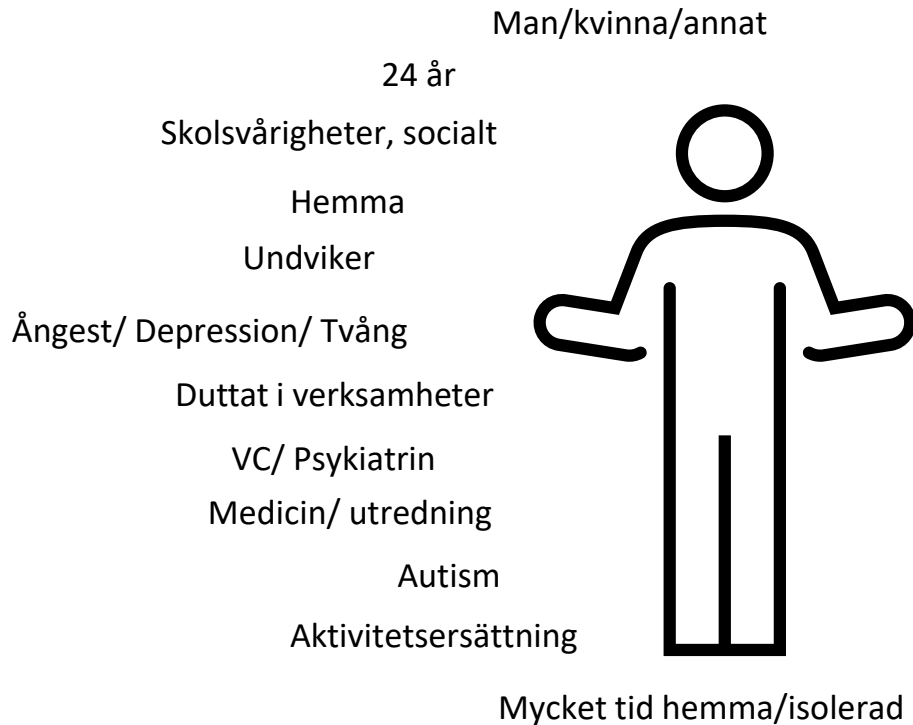 Man/kvinna/annat
24 år
Skolsvårigheter, socialt
Hemma
Undviker
Ångest/ Depression/ Tvång
Duttat i verksamheter
VC/ Psykiatrin
Medicin/ utredning
Autism
Aktivitetsersättning
Mycket tid hemma/isolerad